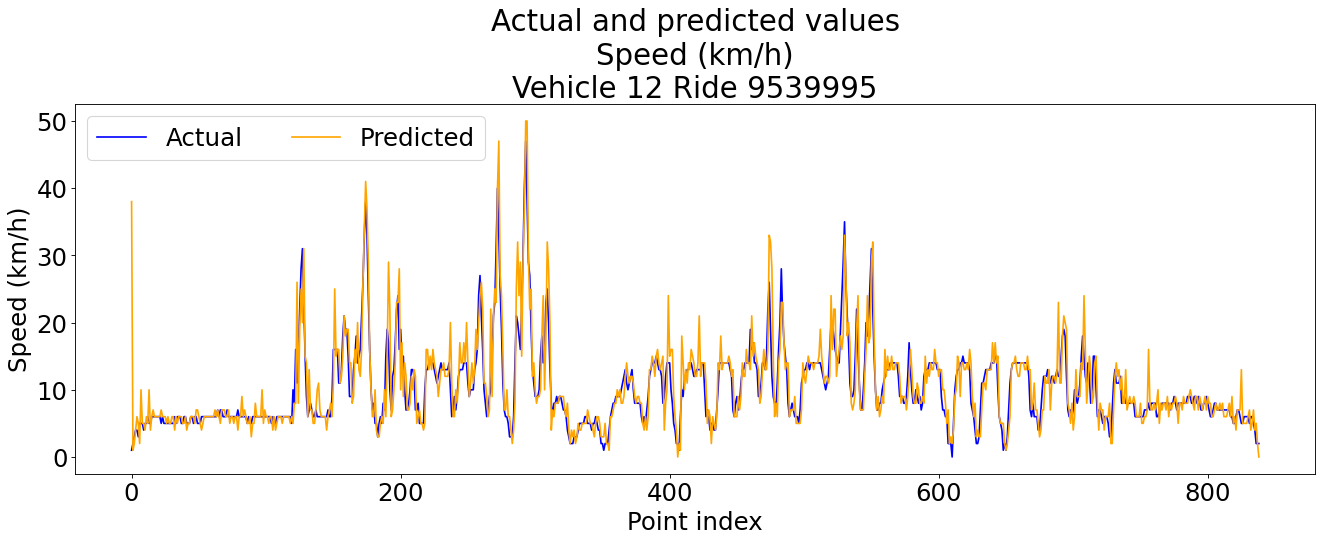 Actual and predicted values
Speed (km/h)
Vehicle 12 Ride 9539995
Actual Predicted
50
40
30
20
10
0
Speed (km/h)
0 200 400 600 800
Point index